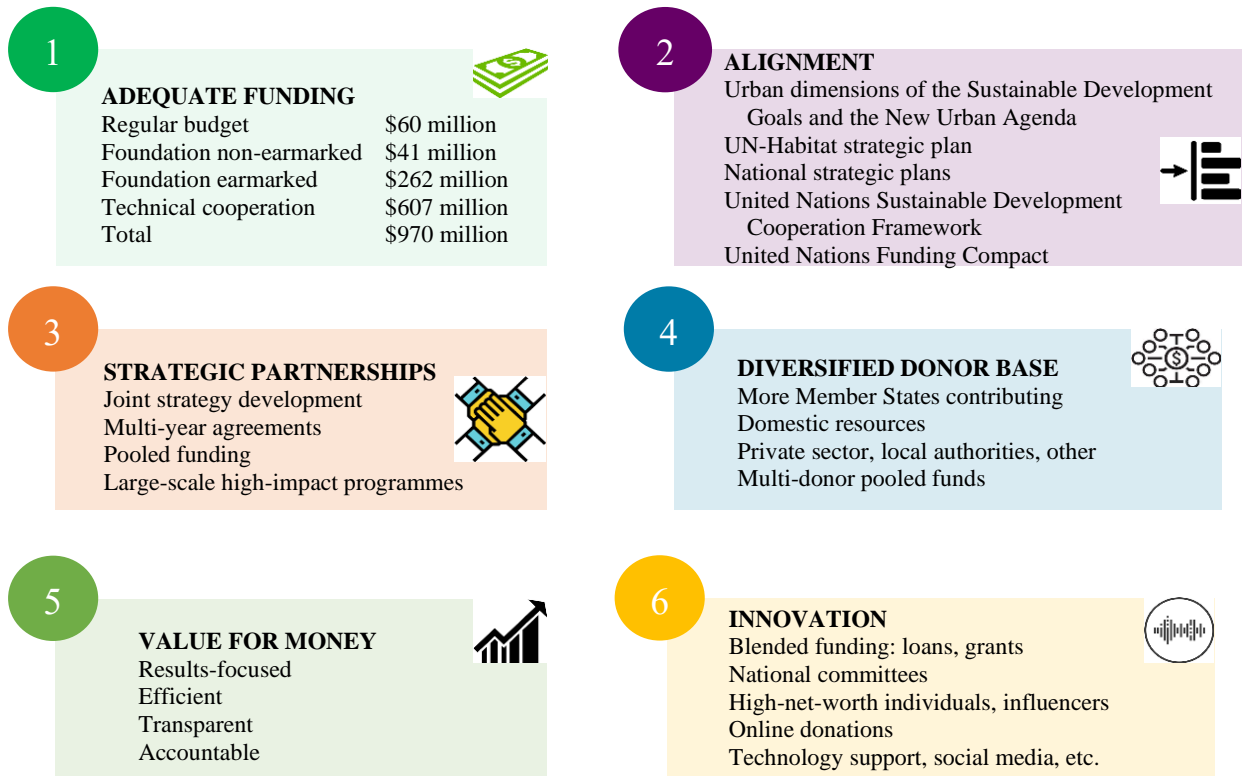 1
ADEQUATE FUNDING
Regular budget $60 million
Foundation non-earmarked $41 million
Foundation earmarked $262 million
Technical cooperation $607 million
Total $970 million
2
ALIGNMENT
Urban dimensions of the Sustainable Development
Goals and the New Urban Agenda
UN-Habitat strategic plan
National strategic plans
United Nations Sustainable Development
Cooperation Framework
United Nations Funding Compact
3
STRATEGIC PARTNERSHIPS
Joint strategy development
Multi-year agreements
Pooled funding
Large-scale high-impact programmes
4
DIVERSIFIED DONOR BASE
More Member States contributing
Domestic resources
Private sector, local authorities, other
Multi-donor pooled funds
5
VALUE FOR MONEY
Results-focused
Efficient
Transparent
Accountable
6
INNOVATION
Blended funding: loans, grants
National committees
High-net-worth individuals, influencers
Online donations
Technology support, social media, etc.